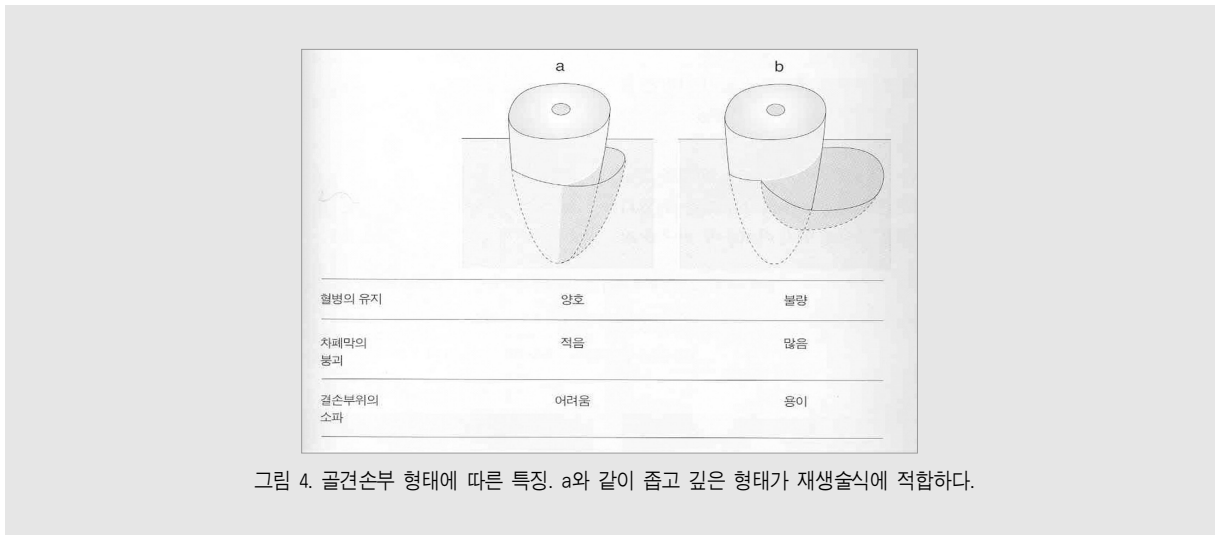 a b
혈병의 유지 양호 불량
차폐막의 적음 많음
붕괴
결손부위의 어려움 용이
소파
그림 4. 골견손부 형태에 따른 특징. a와 같이 좁고 깊은 형태가 재생술식에 적합하다.